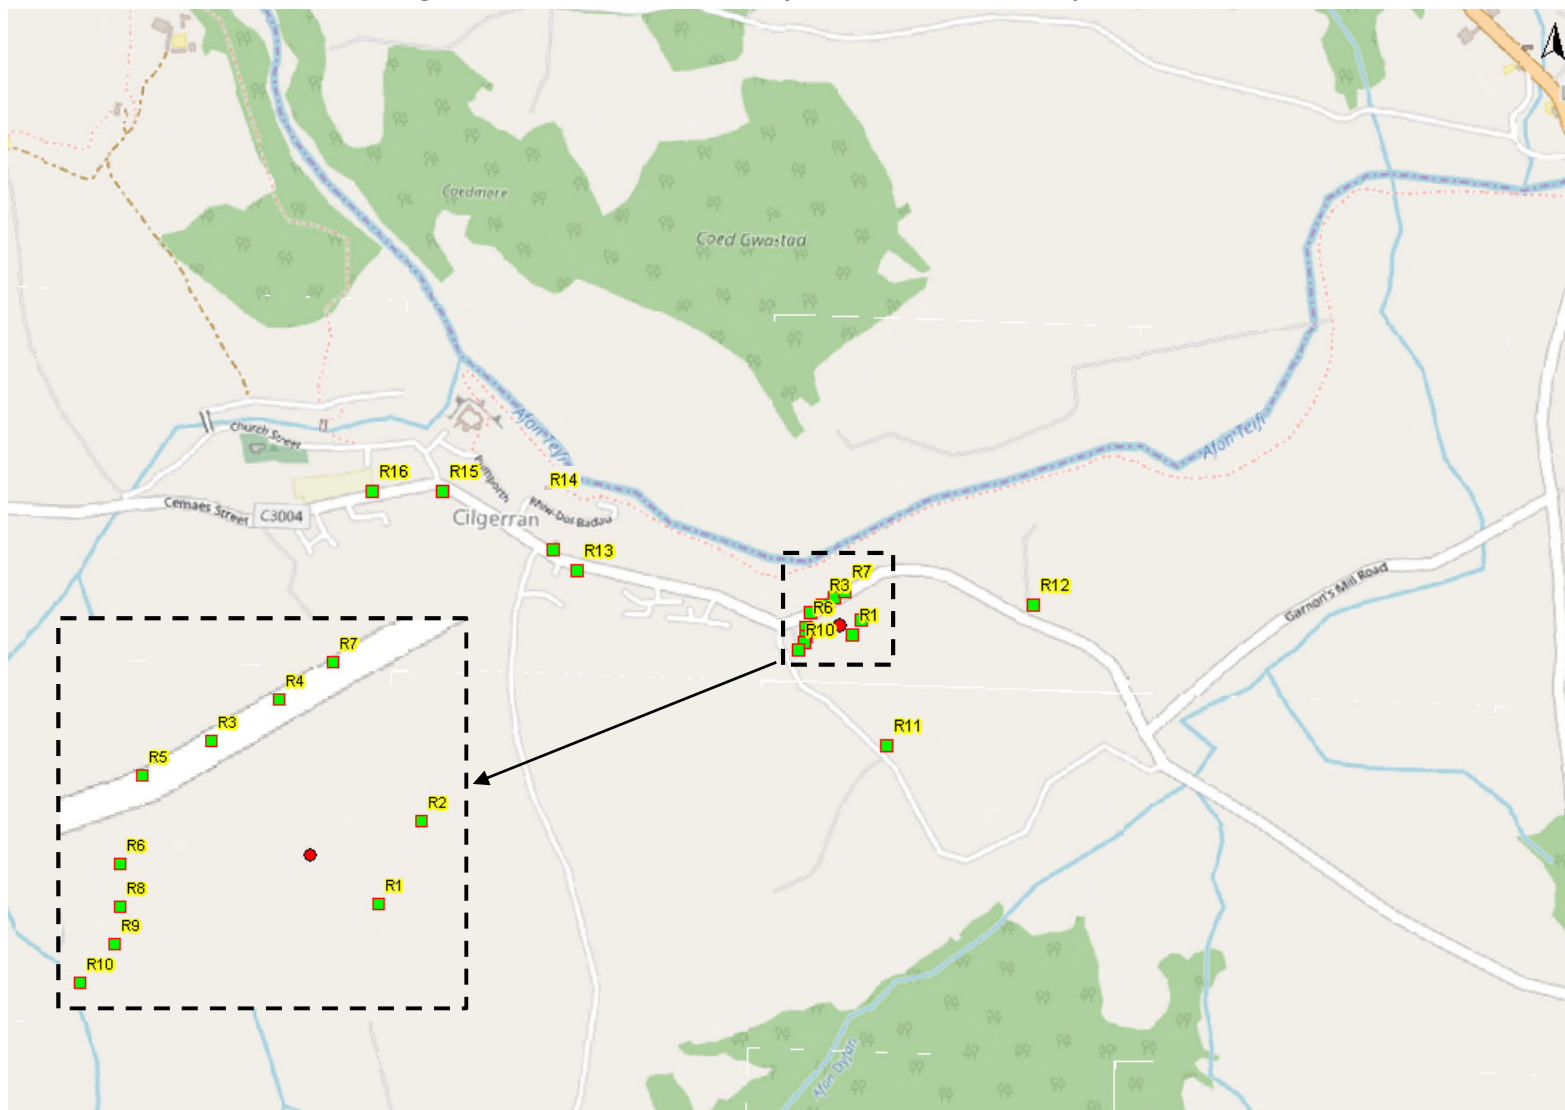 Coedmore
Coed Gwastad
Church Street
Afon Teifi
Afon Teifi
R16
R15
R14
Pumporth
Rhiw-Dol Badau
Cemaes Street
C3004
Cilgerran
R13
R7
R3
R12
R6
R1
R10
Garnon's Mill Road
R7
R4
R3
R11
R5
R2
R6
R1
R8
R9
R10
Afon Dyfan